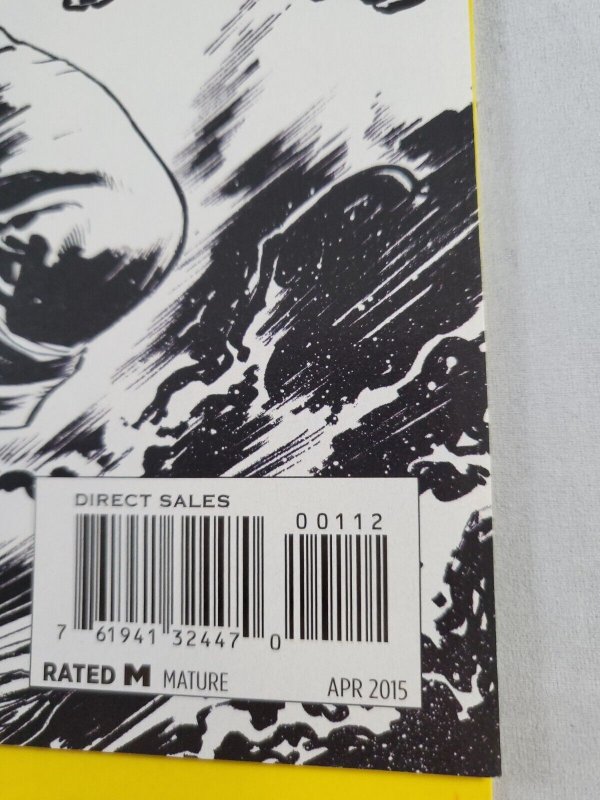 DIRECT SALES
00112
7 61941 32447 0
RATED M MATURE
APR 2015